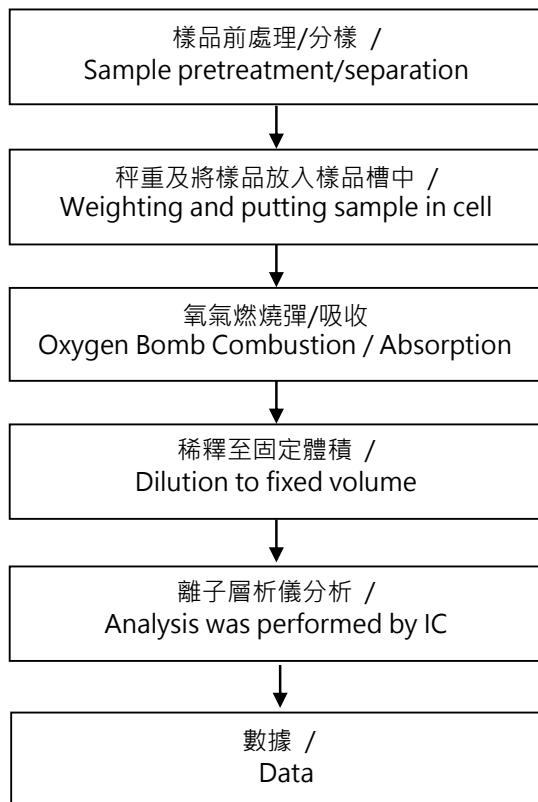 樣品前處理/分樣 /
Sample pretreatment/separation
秤重及將樣品放入樣品槽中 /
Weighting and putting sample in cell
氧氣燃燒彈/吸收
Oxygen Bomb Combustion / Absorption
稀釋至固定體積 /
Dilution to fixed volume
離子層析儀分析 /
Analysis was performed by IC
數據 /
Data